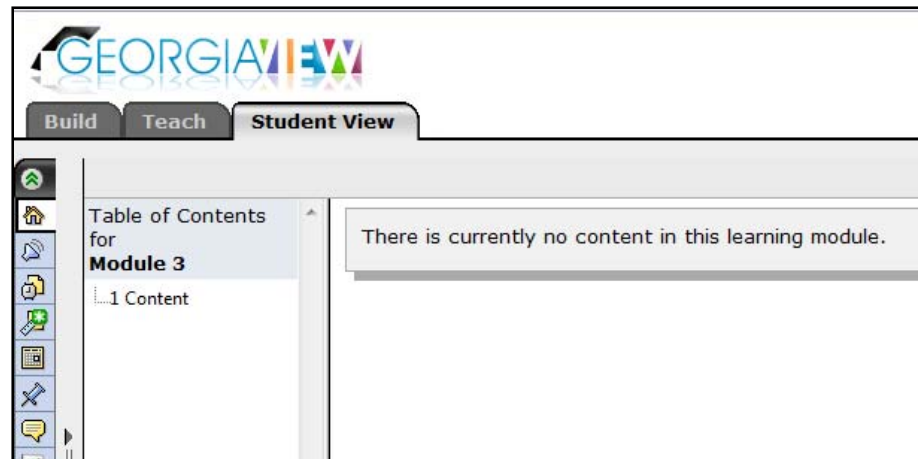 GEORGIAVIEW
Build Teach Student View
Table of Contents
for
Module 3
1 Content
There is currently no content in this learning module.